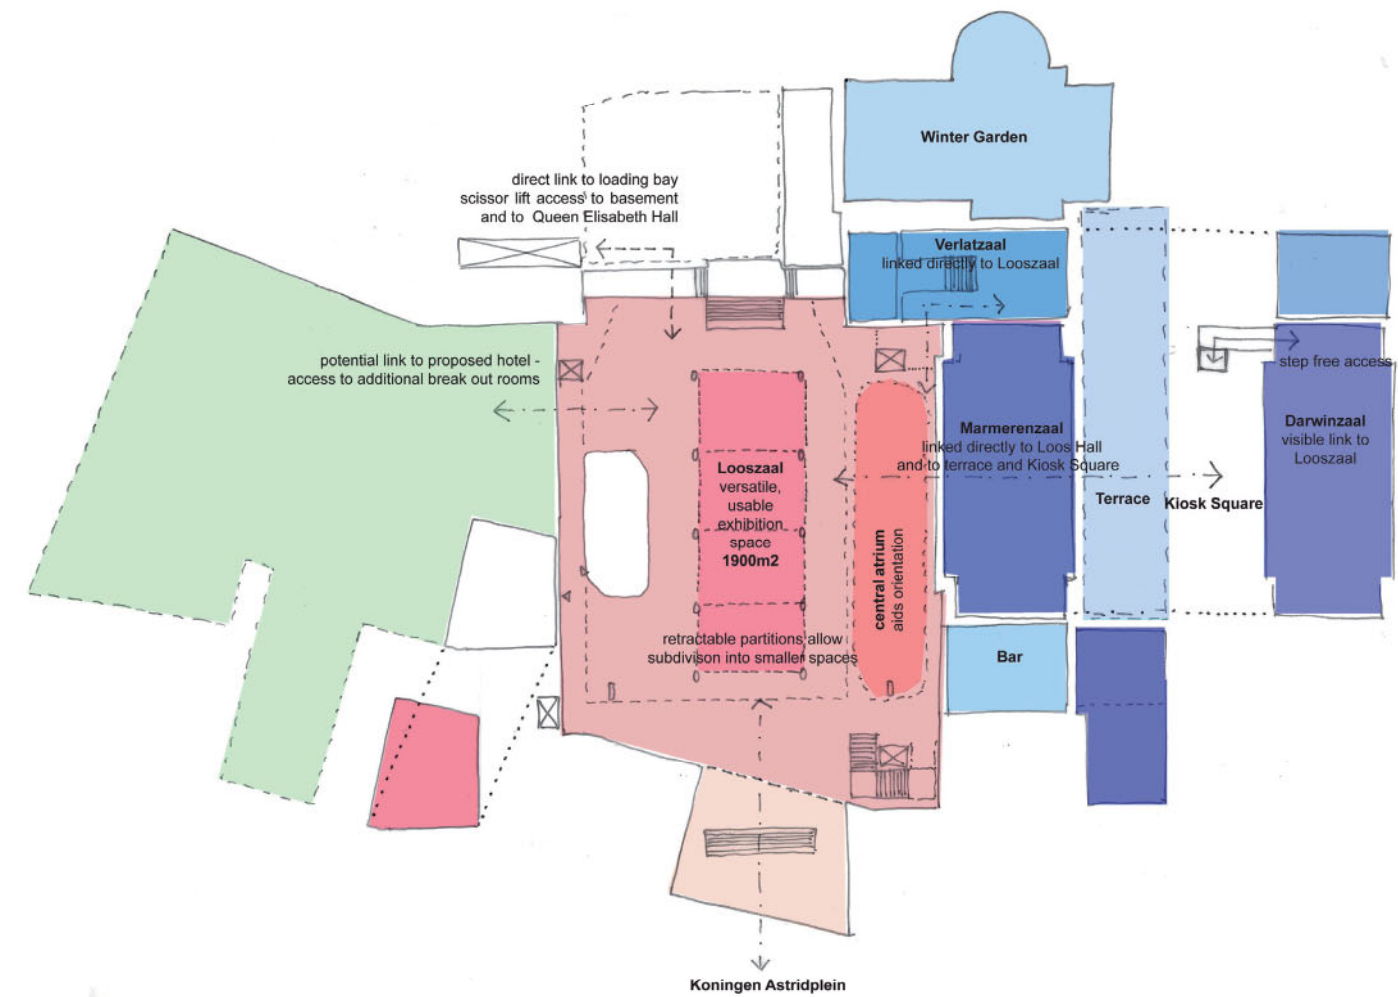 Winter Garden
direct link to loading bay
scissor lift access to basement
and to Queen Elisabeth Hall
Verlatzaal
linked directly to Looszaal
potential link to proposed hotel -
access to additional break out rooms
step free access
Looszaal
versatile,
usable
exhibition
space
1900m2
retractable partitions allow
subdivison into smaller spaces
central atrium
aids orientation
Marmerenzaal
linked directly to Loos Hall
and to terrace and Kiosk Square
Terrace
Kiosk Square
Darwinzaal
visible link to
Looszaal
Bar
Koningen Astridplein